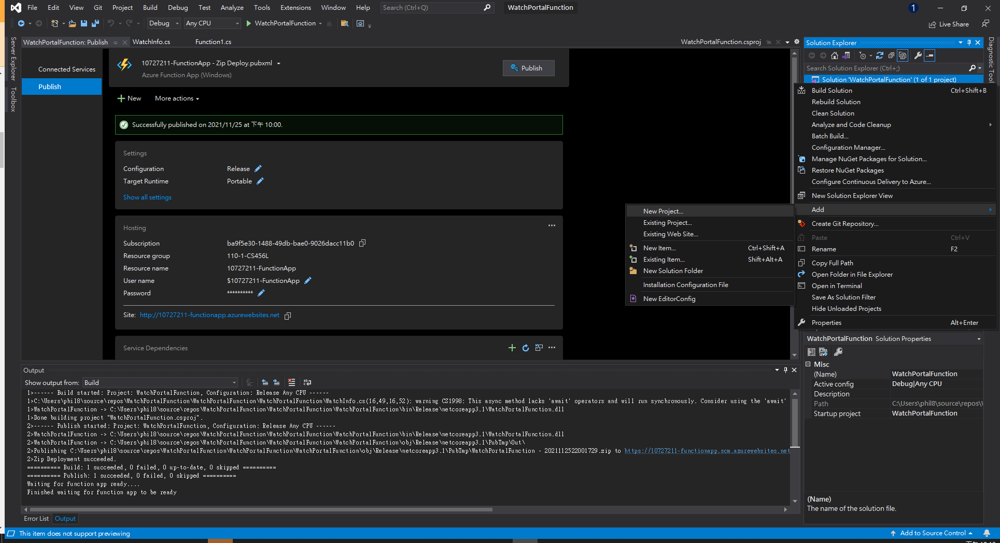 File Edit View Git Project Build Debug Test Analyze Tools Extensions Window Help Search (Ctrl+Q) WatchPortalFunction 1
Debug Any CPU WatchPortalFunction Live Share
Server Explorer
Toolbox
WatchPortalFunction: Publish WatchInfo.cs Function1.cs WatchPortalFunction.csproj
Connected Services
Publish
10727211-FunctionApp - Zip Deploy.pubxml
Azure Function App (Windows)
Publish
New More actions
Successfully published on 2021/11/25 at 下午 10:00.
Settings
Configuration Release
Target Runtime Portable
Show all settings
Hosting
Subscription ba9f5e30-1488-49db-bae0-9026dacc11b0
Resource group 110-1-CS456L
Resource name 10727211-FunctionApp
User name $10727211-FunctionApp
Password **********
Site: http://10727211-functionapp.azurewebsites.net
Service Dependencies
New Project...
Existing Project...
Existing Web Site...
New Item... Ctrl+Shift+A
Existing Item... Shift+Alt+A
New Solution Folder
Installation Configuration File
New EditorConfig
Solution Explorer
Search Solution Explorer (Ctrl+;)
Solution 'WatchPortalFunction' (1 of 1 project)
Build Solution Ctrl+Shift+B
Rebuild Solution
Clean Solution
Analyze and Code Cleanup
Batch Build...
Configuration Manager...
Manage NuGet Packages for Solution...
Restore NuGet Packages
Configure Continuous Delivery to Azure...
New Solution Explorer View
Add
Create Git Repository...
Paste Ctrl+V
Rename F2
Copy Full Path
Open Folder in File Explorer
Open in Terminal
Save As Solution Filter
Hide Unloaded Projects
Properties Alt+Enter
Diagnostic Tool
WatchPortalFunction Solution Properties
Misc
(Name) WatchPortalFunction
Active config Debug|Any CPU
Description
Path C:\Users\phil8\source\repos\
Startup project WatchPortalFunction
(Name)
The name of the solution file.
Output
Show output from: Build
1>------ Build started: Project: WatchPortalFunction, Configuration: Release Any CPU ------
1>C:\Users\phil8\source\repos\WatchPortalFunction\WatchPortalFunction\WatchPortalFunction\WatchInfo.cs(16,49,16,52): warning CS1998: This async method lacks 'await' operators and will run synchronously. Consider using the 'await'
1>WatchPortalFunction -> C:\Users\phil8\source\repos\WatchPortalFunction\WatchPortalFunction\WatchPortalFunction\bin\Release\netcoreapp3.1\WatchPortalFunction.dll
1>Done building project "WatchPortalFunction.csproj".
2>------ Publish started: Project: WatchPortalFunction, Configuration: Release Any CPU ------
2>WatchPortalFunction -> C:\Users\phil8\source\repos\WatchPortalFunction\WatchPortalFunction\WatchPortalFunction\bin\Release\netcoreapp3.1\WatchPortalFunction.dll
2>WatchPortalFunction -> C:\Users\phil8\source\repos\WatchPortalFunction\WatchPortalFunction\WatchPortalFunction\obj\Release\netcoreapp3.1\PubTmp\Out\
2>Publishing C:\Users\phil8\source\repos\WatchPortalFunction\WatchPortalFunction\WatchPortalFunction\obj\Release\netcoreapp3.1\PubTmp\WatchPortalFunction - 20211125220001729.zip to https://10727211-functionapp.scm.azurewebsites.net
2>Zip Deployment succeeded.
========== Build: 1 succeeded, 0 failed, 0 up-to-date, 0 skipped ==========
========== Publish: 1 succeeded, 0 failed, 0 skipped ==========
Waiting for function app ready....
Finished waiting for function app to be ready
Error List Output
This item does not support previewing
Add to Source Control